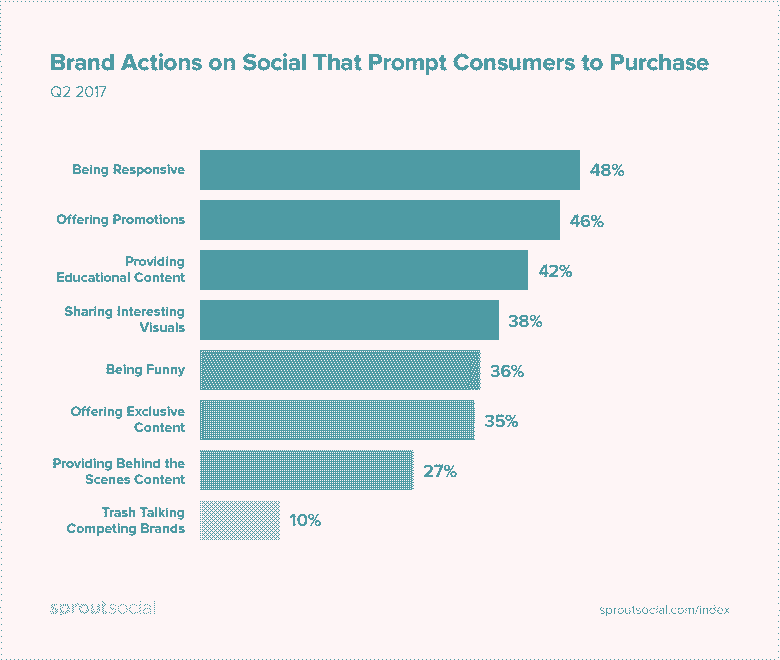 Brand Actions on Social That Prompt Consumers to Purchase
Q2 2017
Being Responsive
48%
Offering Promotions
46%
Providing
Educational Content
42%
Sharing Interesting
Visuals
38%
Being Funny
36%
Offering Exclusive
Content
35%
Providing Behind the
Scenes Content
27%
Trash Talking
Competing Brands
10%
sproutsocial
sproutsocial.com/index